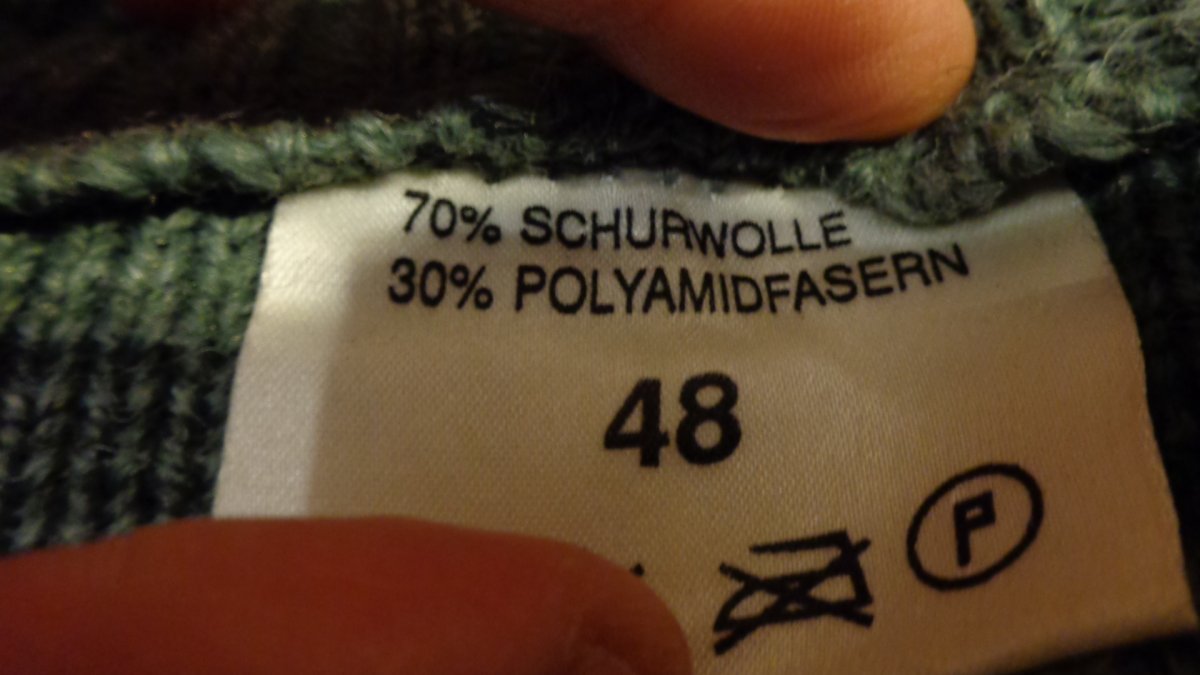 70% SCHURWOLLE
30% POLYAMIDFASERN
48
P